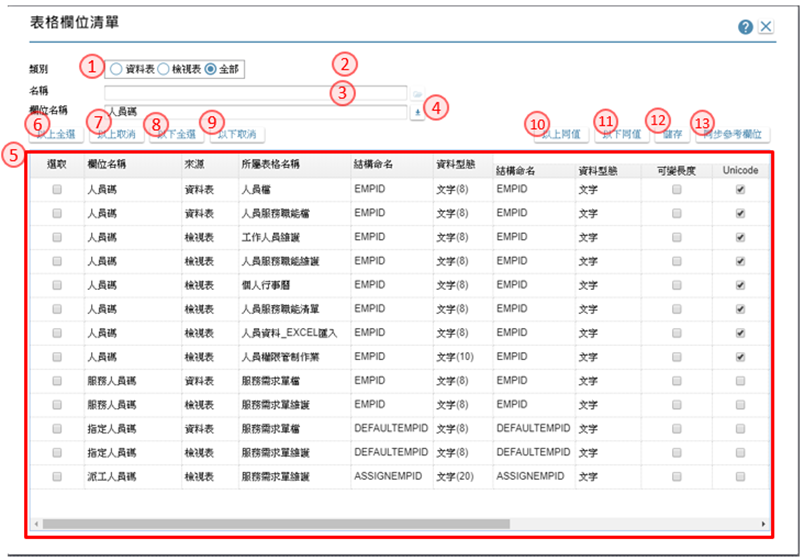 表格欄位清單
?
類別 1 資料表 檢視表 全部 2
名稱 3
欄位名稱 人員碼 4
6 7 8 9 10 11 12 13
以上全選 以上取消 以下全選 以下取消 以上同值 以下同值 儲存 同步參考欄位
5
選取 欄位名稱 來源 所屬表格名稱 結構命名 資料型態 結構命名 資料型態 可變長度 Unicode
人員碼 資料表 人員檔 EMPID 文字(8) EMPID 文字
人員碼 資料表 人員服務職能檔 EMPID 文字(8) EMPID 文字
人員碼 檢視表 工作人員維護 EMPID 文字(8) EMPID 文字
人員碼 檢視表 人員服務職能維護 EMPID 文字(8) EMPID 文字
人員碼 檢視表 個人行事曆 EMPID 文字(8) EMPID 文字
人員碼 檢視表 人員服務職能清單 EMPID 文字(8) EMPID 文字
人員碼 檢視表 人員資料_EXCEL匯入 EMPID 文字(8) EMPID 文字
人員碼 檢視表 人員權限管制作業 EMPID 文字(10) EMPID 文字
服務人員碼 資料表 服務需求單檔 EMPID 文字(8) EMPID 文字
服務人員碼 檢視表 服務需求單維護 EMPID 文字(8) EMPID 文字
指定人員碼 資料表 服務需求單檔 DEFAULTEMPID 文字(8) DEFAULTEMPID 文字
指定人員碼 檢視表 服務需求單維護 DEFAULTEMPID 文字(8) DEFAULTEMPID 文字
派工人員碼 檢視表 服務需求單維護 ASSIGNEMPID 文字(20) ASSIGNEMPID 文字